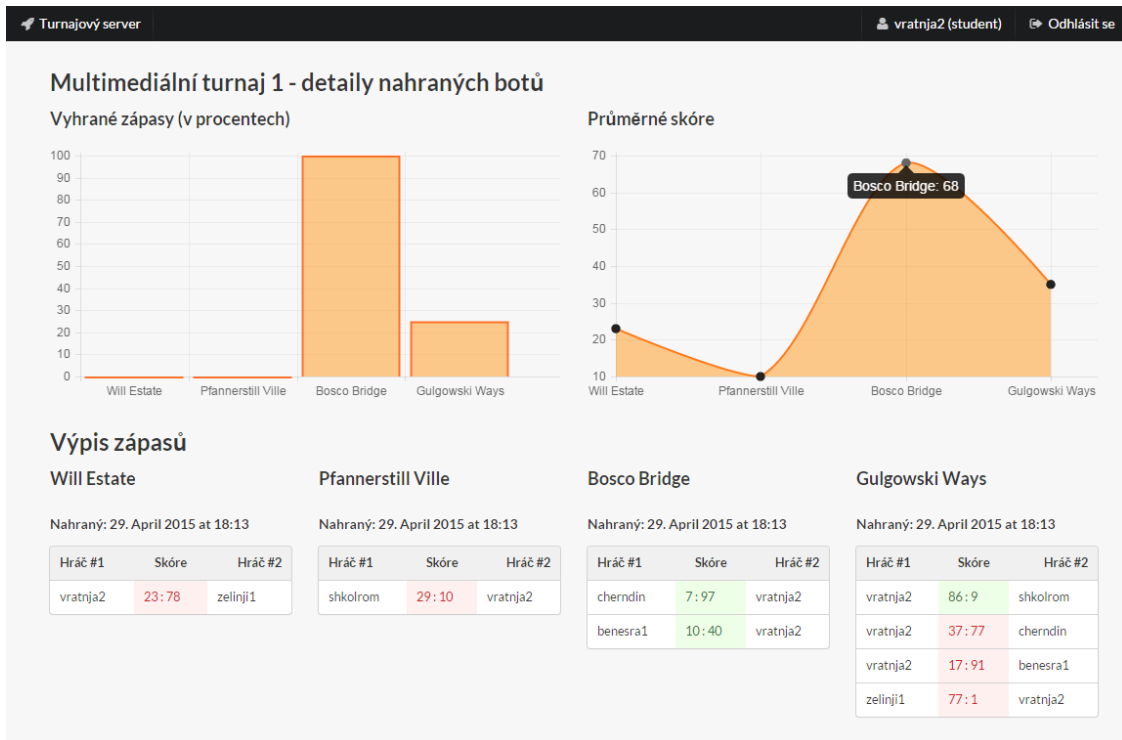 Turnajový server
vratnja2 (student)
Odhlásit se
Multimediální turnaj 1 - detaily nahraných botů
Vyhrané zápasy (v procentech)
100
90
80
70
60
50
40
30
20
10
0
Will Estate
Pfannerstill Ville
Bosco Bridge
Gulgowski Ways
Průměrné skóre
70
60
50
40
30
20
10
Bosco Bridge: 68
Will Estate
Pfannerstill Ville
Bosco Bridge
Gulgowski Ways
Výpis zápasů
Will Estate
Nahraný: 29. April 2015 at 18:13
Hráč #1 Skóre Hráč #2
vratnja2 23 : 78 zelinji1
Pfannerstill Ville
Nahraný: 29. April 2015 at 18:13
Hráč #1 Skóre Hráč #2
shkolrom 29 : 10 vratnja2
Bosco Bridge
Nahraný: 29. April 2015 at 18:13
Hráč #1 Skóre Hráč #2
cherndin 7 : 97 vratnja2
benesra1 10 : 40 vratnja2
Gulgowski Ways
Nahraný: 29. April 2015 at 18:13
Hráč #1 Skóre Hráč #2
vratnja2 86 : 9 shkolrom
vratnja2 37 : 77 cherndin
vratnja2 17 : 91 benesra1
zelinji1 77 : 1 vratnja2